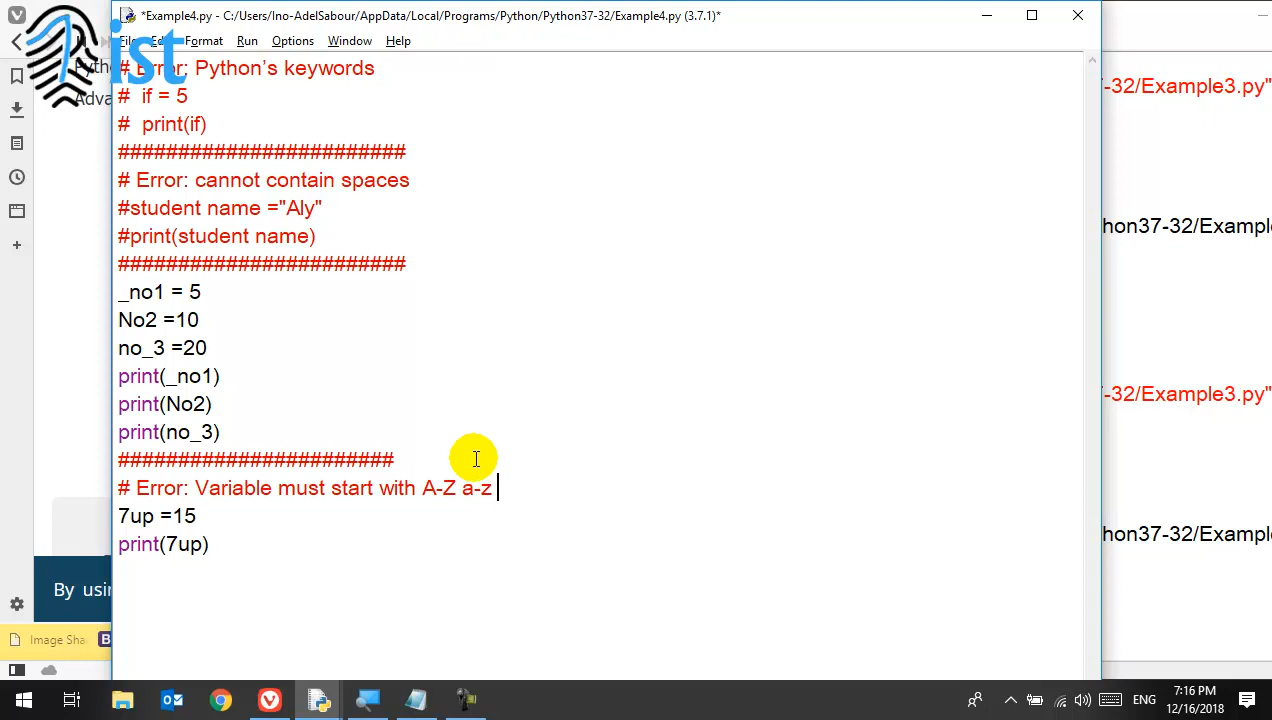 *Example4.py - C:/Users/Ino-AdelSabour/AppData/Local/Programs/Python/Python37-32/Example4.py (3.7.1)*
Format Run Options Window Help
ist
# Error: Python's keywords
# if = 5
# print(if)
########################
# Error: cannot contain spaces
#student name ="Aly"
#print(student name)
########################
_no1 = 5
No2 =10
no_3 =20
print(_no1)
print(No2)
print(no_3)
#######################
# Error: Variable must start with A-Z a-z
7up =15
print(7up)
-32/Example3.py"
hon37-32/Example
-32/Example3.py"
hon37-32/Example
By usin
Image Sha
B
ENG
7:16 PM
12/16/2018